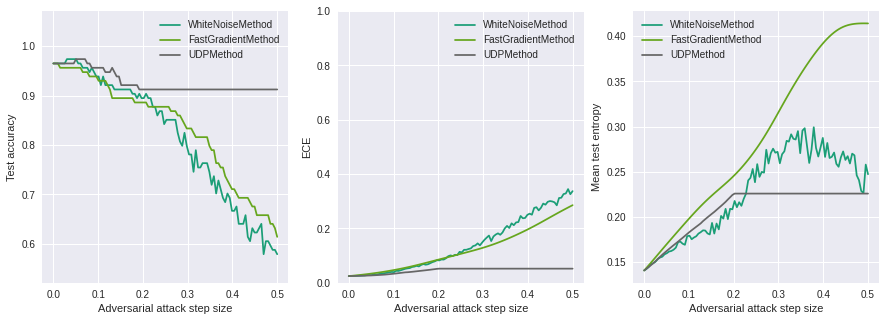 WhiteNoiseMethod
FastGradientMethod
UDPMethod
1.0
0.9
0.8
0.7
0.6
Test accuracy
0.0 0.1 0.2 0.3 0.4 0.5
Adversarial attack step size
WhiteNoiseMethod
FastGradientMethod
UDPMethod
1.0
0.8
0.6
0.4
0.2
0.0
ECE
0.0 0.1 0.2 0.3 0.4 0.5
Adversarial attack step size
WhiteNoiseMethod
FastGradientMethod
UDPMethod
0.40
0.35
0.30
0.25
0.20
0.15
Mean test entropy
0.0 0.1 0.2 0.3 0.4 0.5
Adversarial attack step size